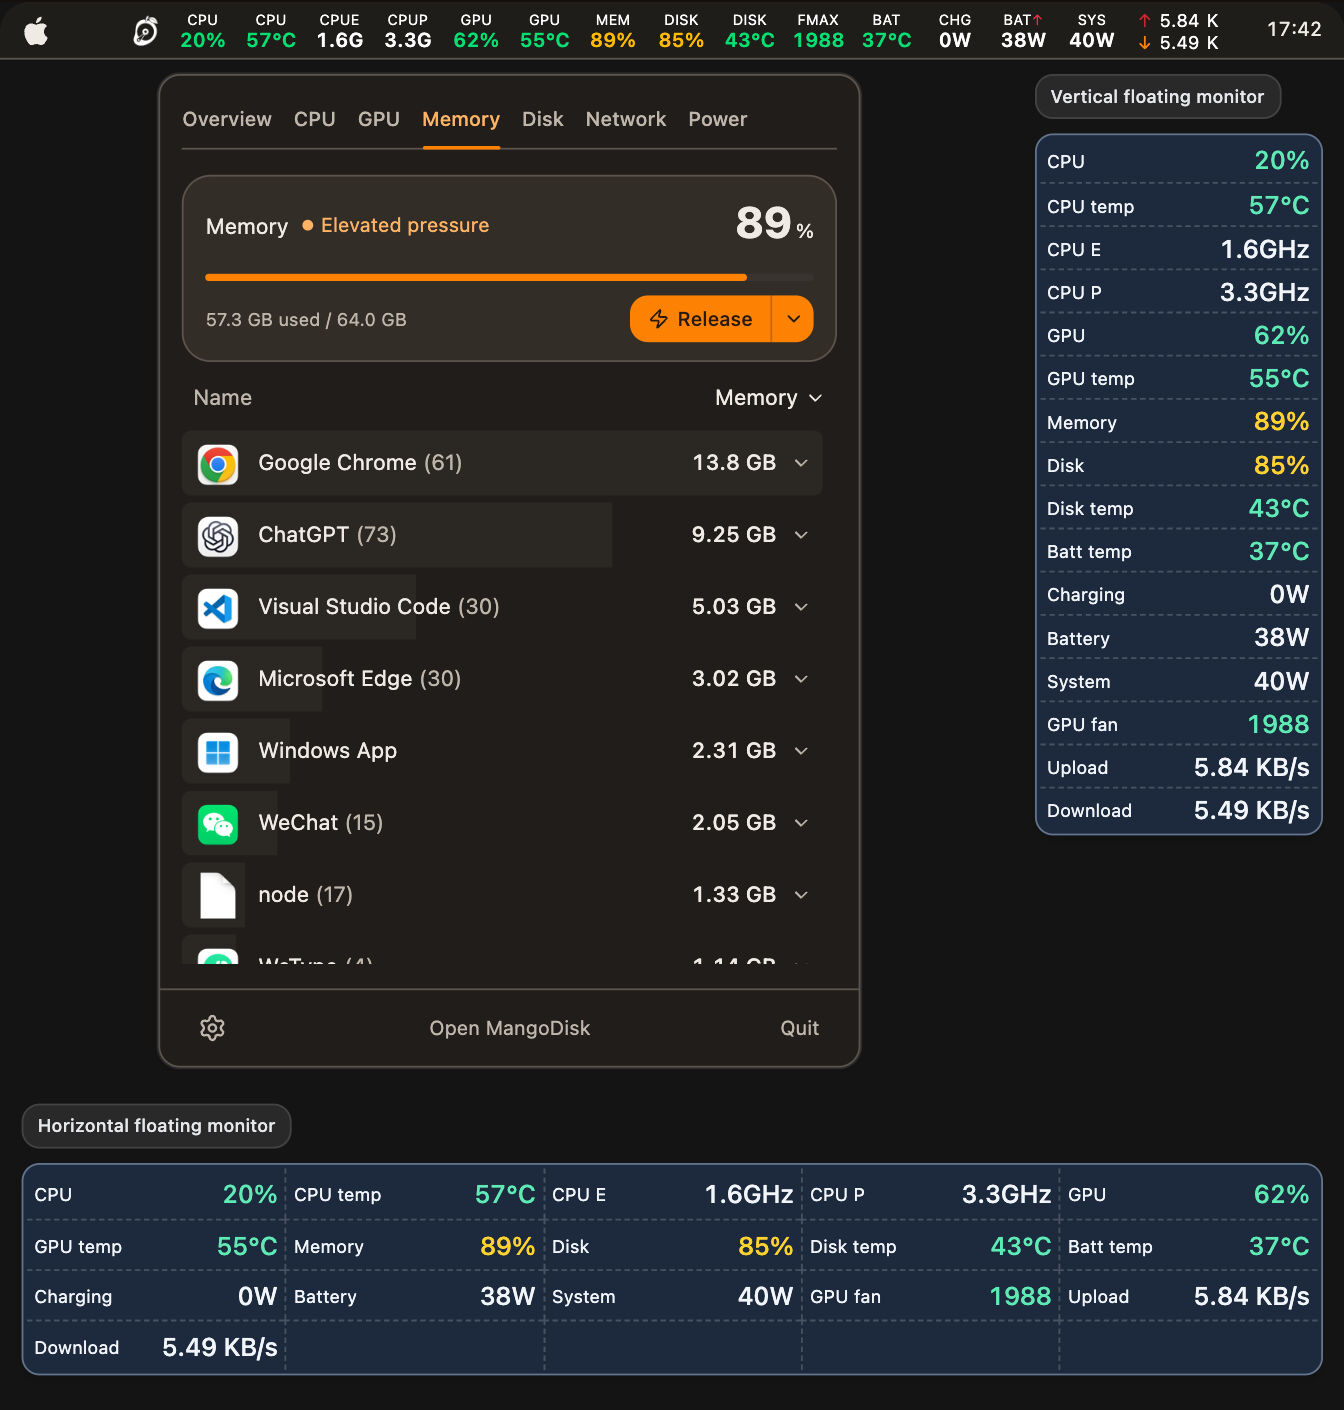 CPU CPU CPUE CPUP GPU GPU MEM DISK DISK FMAX BAT CHG BAT↑ SYS ↑ 5.84 K
20% 57°C 1.6G 3.3G 62% 55°C 89% 85% 43°C 1988 37°C 0W 38W 40W ↓ 5.49 K
17:42
Overview CPU GPU Memory Disk Network Power
Memory Elevated pressure 89 %
57.3 GB used / 64.0 GB Release
Name Memory
Google Chrome (61) 13.8 GB
ChatGPT (73) 9.25 GB
Visual Studio Code (30) 5.03 GB
Microsoft Edge (30) 3.02 GB
Windows App 2.31 GB
WeChat (15) 2.05 GB
node (17) 1.33 GB
WeType (4) 1.14 GB
Open MangoDisk Quit
Vertical floating monitor
CPU 20%
CPU temp 57°C
CPU E 1.6GHz
CPU P 3.3GHz
GPU 62%
GPU temp 55°C
Memory 89%
Disk 85%
Disk temp 43°C
Batt temp 37°C
Charging 0W
Battery 38W
System 40W
GPU fan 1988
Upload 5.84 KB/s
Download 5.49 KB/s
Horizontal floating monitor
CPU 20% CPU temp 57°C CPU E 1.6GHz CPU P 3.3GHz GPU 62%
GPU temp 55°C Memory 89% Disk 85% Disk temp 43°C Batt temp 37°C
Charging 0W Battery 38W System 40W GPU fan 1988 Upload 5.84 KB/s
Download 5.49 KB/s